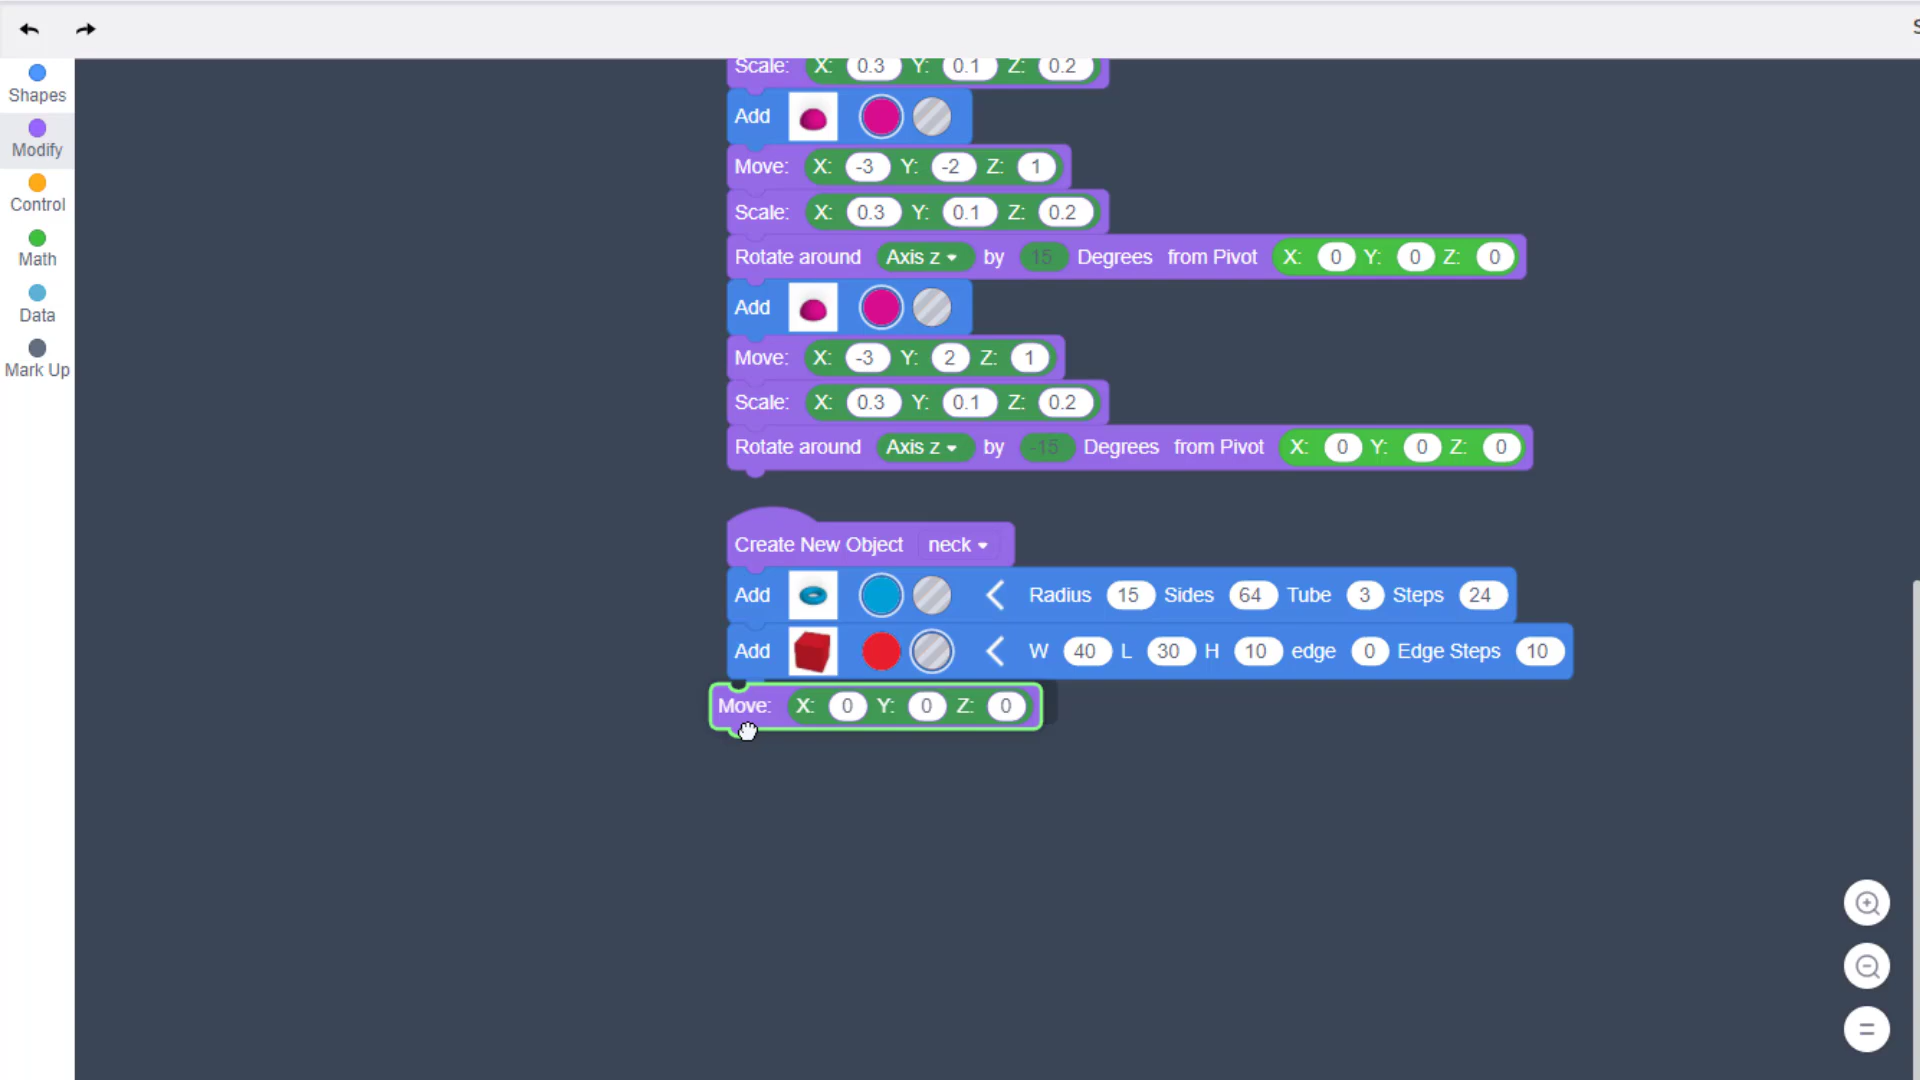 S
Shapes
Modify
Control
Math
Data
Mark Up
Scale: X: 0.3 Y: 0.1 Z: 0.2
Add
Move: X: -3 Y: -2 Z: 1
Scale: X: 0.3 Y: 0.1 Z: 0.2
Rotate around Axis z by 15 Degrees from Pivot X: 0 Y: 0 Z: 0
Add
Move: X: -3 Y: 2 Z: 1
Scale: X: 0.3 Y: 0.1 Z: 0.2
Rotate around Axis z by -15 Degrees from Pivot X: 0 Y: 0 Z: 0
Create New Object neck
Add Radius 15 Sides 64 Tube 3 Steps 24
Add W 40 L 30 H 10 edge 0 Edge Steps 10
Move: X: 0 Y: 0 Z: 0